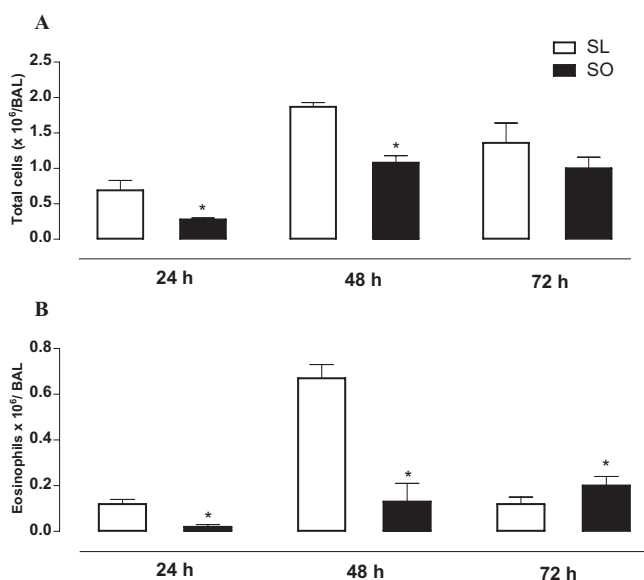 A
SL
SO
Total cells (x 10⁶/BAL)
2.5
2.0
1.5
1.0
0.5
0.0
*
*
24 h
48 h
72 h
B
Eosinophils x 10⁶/ BAL
0.8
0.6
0.4
0.2
0.0
*
*
*
24 h
48 h
72 h